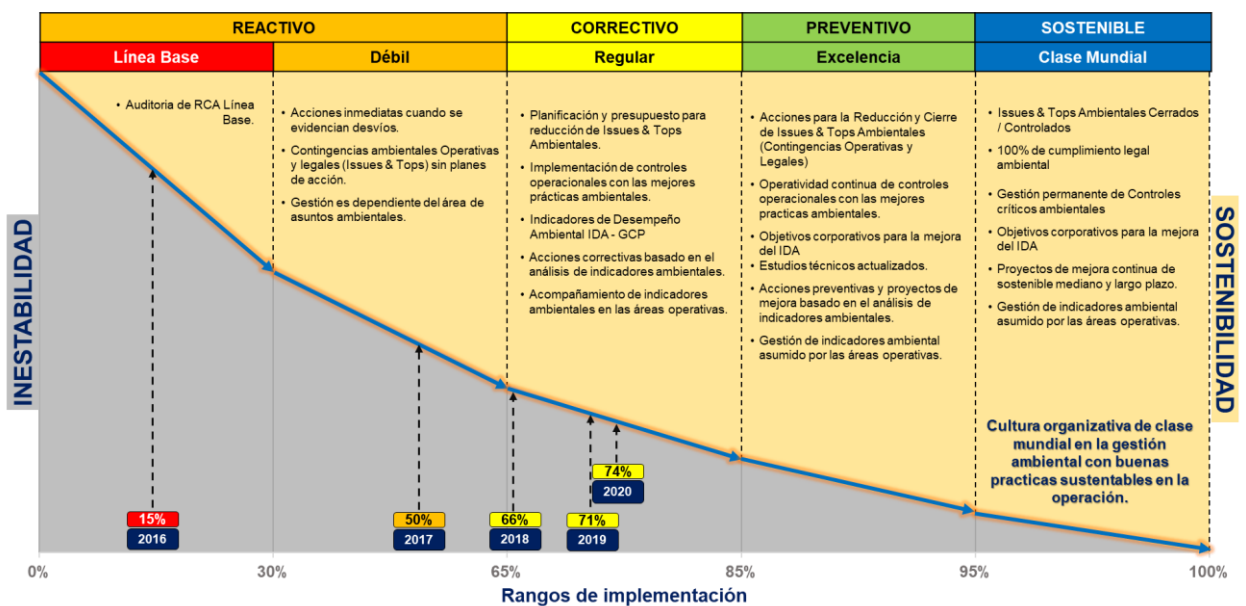 REACTIVO
CORRECTIVO
PREVENTIVO
SOSTENIBLE
Línea Base
Débil
Regular
Excelencia
Clase Mundial
• Auditoria de RCA Línea
Base.
• Acciones inmediatas cuando se
evidencian desvíos.
• Contingencias ambientales Operativas
y legales (Issues & Tops) sin planes
de acción.
• Gestión es dependiente del área de
asuntos ambientales.
• Planificación y presupuesto para
reducción de Issues & Tops
Ambientales.
• Implementación de controles
operacionales con las mejores
prácticas ambientales.
• Indicadores de Desempeño
Ambiental IDA - GCP
• Acciones correctivas basado en el
análisis de indicadores ambientales.
• Acompañamiento de indicadores
ambientales en las áreas operativas.
• Acciones para la Reducción y Cierre
de Issues & Tops Ambientales
(Contingencias Operativas y
Legales)
• Operatividad continua de controles
operacionales con las mejores
practicas ambientales.
• Objetivos corporativos para la mejora
del IDA
• Estudios técnicos actualizados.
• Acciones preventivas y proyectos de
mejora basado en el análisis de
indicadores ambientales.
• Gestión de indicadores ambiental
asumido por las áreas operativas.
• Issues & Tops Ambientales Cerrados
/ Controlados
• 100% de cumplimiento legal
ambiental
• Gestión permanente de Controles
críticos ambientales
• Objetivos corporativos para la mejora
del IDA
• Proyectos de mejora continua de
sostenible mediano y largo plazo.
• Gestión de indicadores ambiental
asumido por las áreas operativas.
Cultura organizativa de clase
mundial en la gestión
ambiental con buenas
practicas sustentables en la
operación.
INESTABILIDAD
SOSTENIBILIDAD
15%
2016
50%
2017
66%
2018
71%
2019
74%
2020
0%
30%
65%
85%
95%
100%
Rangos de implementación